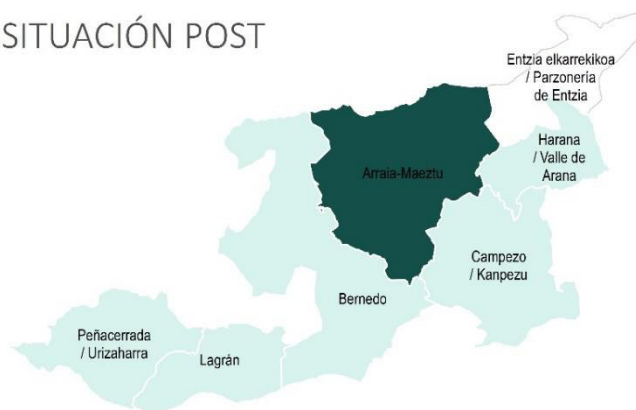 SITUACIÓN POST
Entzia elkarrekikoa
/ Parzonería
de Entzia
Harana
/ Valle de
Arana
Arraia-Maeztu
Campezo
/ Kanpezu
Bernedo
Peñacerrada
/ Urizaharra
Lagrán